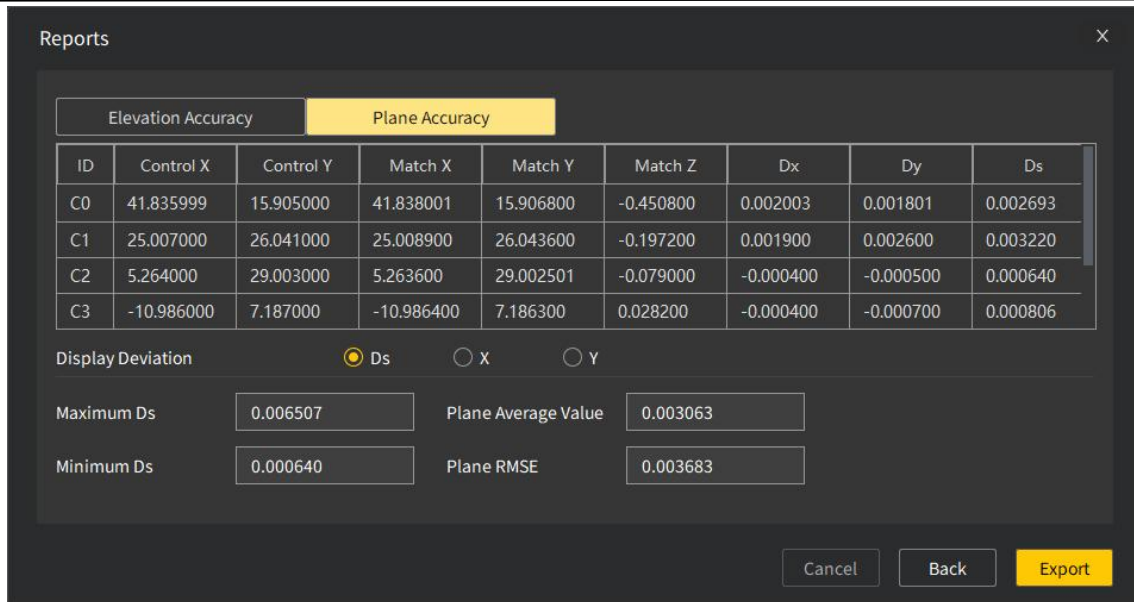 Reports
X
Elevation Accuracy Plane Accuracy
ID Control X Control Y Match X Match Y Match Z Dx Dy Ds
C0 41.835999 15.905000 41.838001 15.906800 -0.450800 0.002003 0.001801 0.002693
C1 25.007000 26.041000 25.008900 26.043600 -0.197200 0.001900 0.002600 0.003220
C2 5.264000 29.003000 5.263600 29.002501 -0.079000 -0.000400 -0.000500 0.000640
C3 -10.986000 7.187000 -10.986400 7.186300 0.028200 -0.000400 -0.000700 0.000806
Display Deviation Ds X Y
Maximum Ds 0.006507 Plane Average Value 0.003063
Minimum Ds 0.000640 Plane RMSE 0.003683
Cancel Back Export